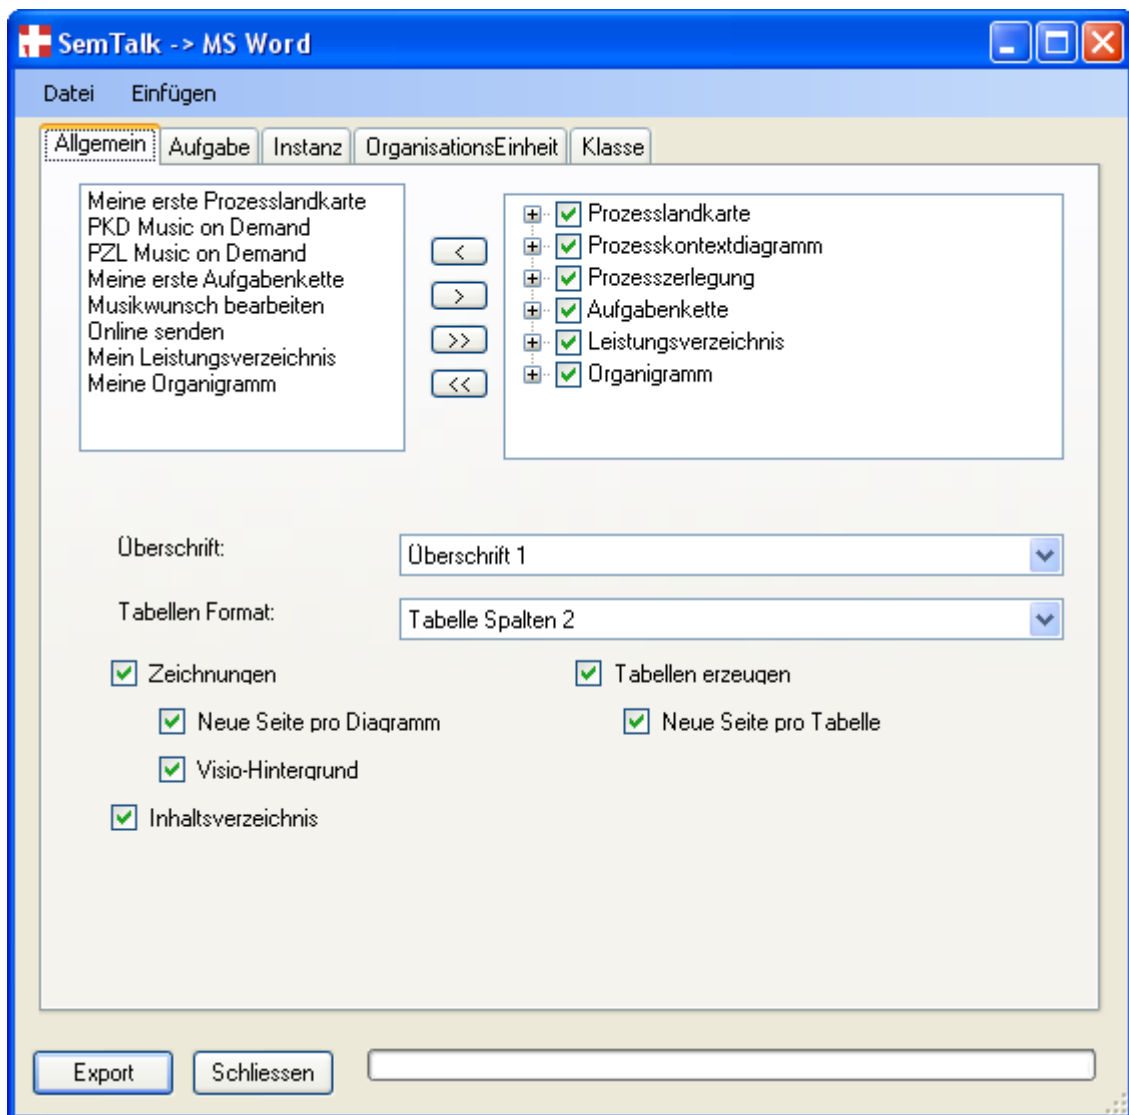 SemTalk -> MS Word
Datei Einfügen
Allgemein Aufgabe Instanz OrganisationsEinheit Klasse
Meine erste Prozesslandkarte
PKD Music on Demand
PZL Music on Demand
Meine erste Aufgabenkette
Musikwunsch bearbeiten
Online senden
Mein Leistungsverzeichnis
Meine Organigramm
<
>
>>
<<
Prozesslandkarte
Prozesskontextdiagramm
Prozesszerlegung
Aufgabenkette
Leistungsverzeichnis
Organigramm
Überschrift: Überschrift 1
Tabellen Format: Tabelle Spalten 2
Zeichnungen Tabellen erzeugen
Neue Seite pro Diagramm Neue Seite pro Tabelle
Visio-Hintergrund
Inhaltsverzeichnis
Export Schliessen